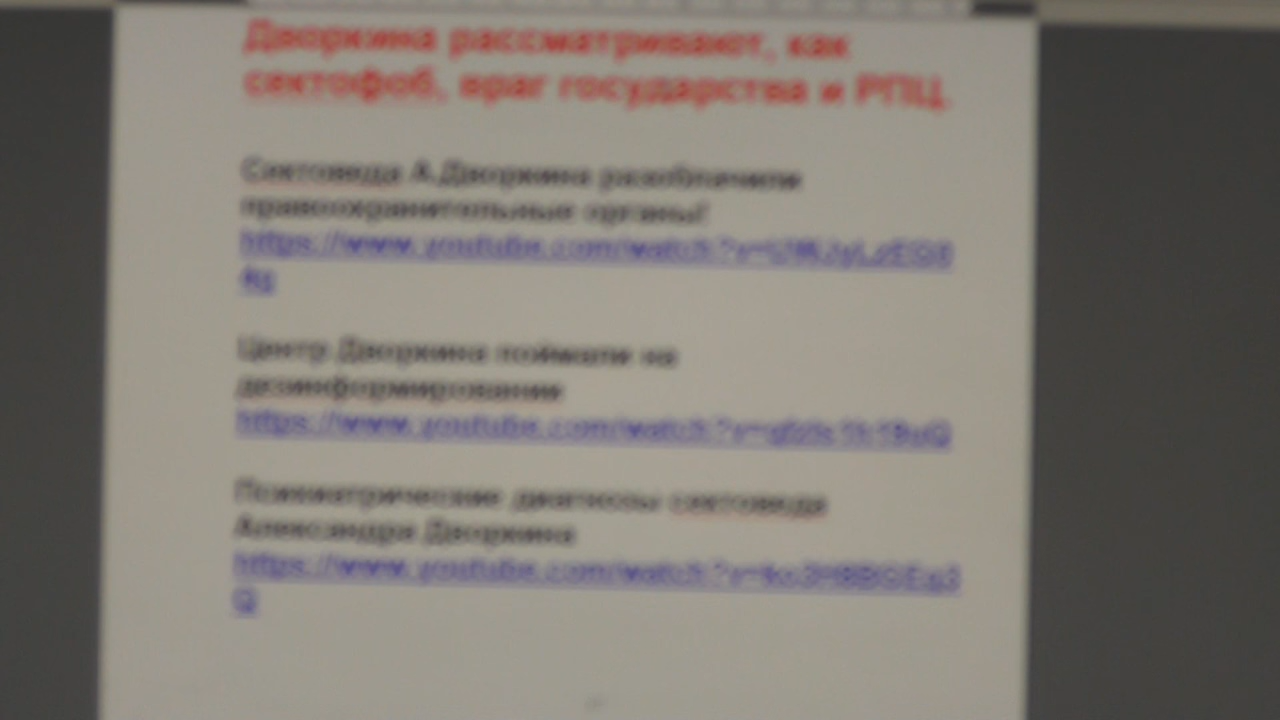 Дворкина рассматривают, как
сектофоб, враг государства и РПЦ.
Сектоведа А.Дворкина разоблачили
правоохранительные органы!
https://www.youtube.com/watch?v=
Центр Дворкина поймали на
дезинформировании
https://www.youtube.com/watch?v=
Психиатрические диагнозы сектоведа
Александра Дворкина
https://www.youtube.com/watch?v=
Q